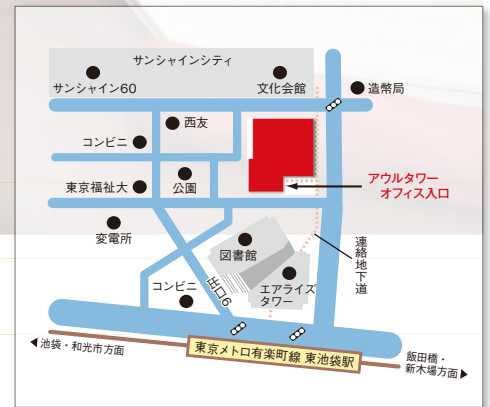 サンシャインシティ
サンシャイン60
文化会館
造幣局
西友
コンビニ
東京福祉大
公園
アウルタワー
オフィス入口
変電所
図書館
連絡地下道
コンビニ
出口6
エアライズ
タワー
東京メトロ有楽町線 東池袋駅
◀池袋・和光市方面
飯田橋・
新木場方面▶